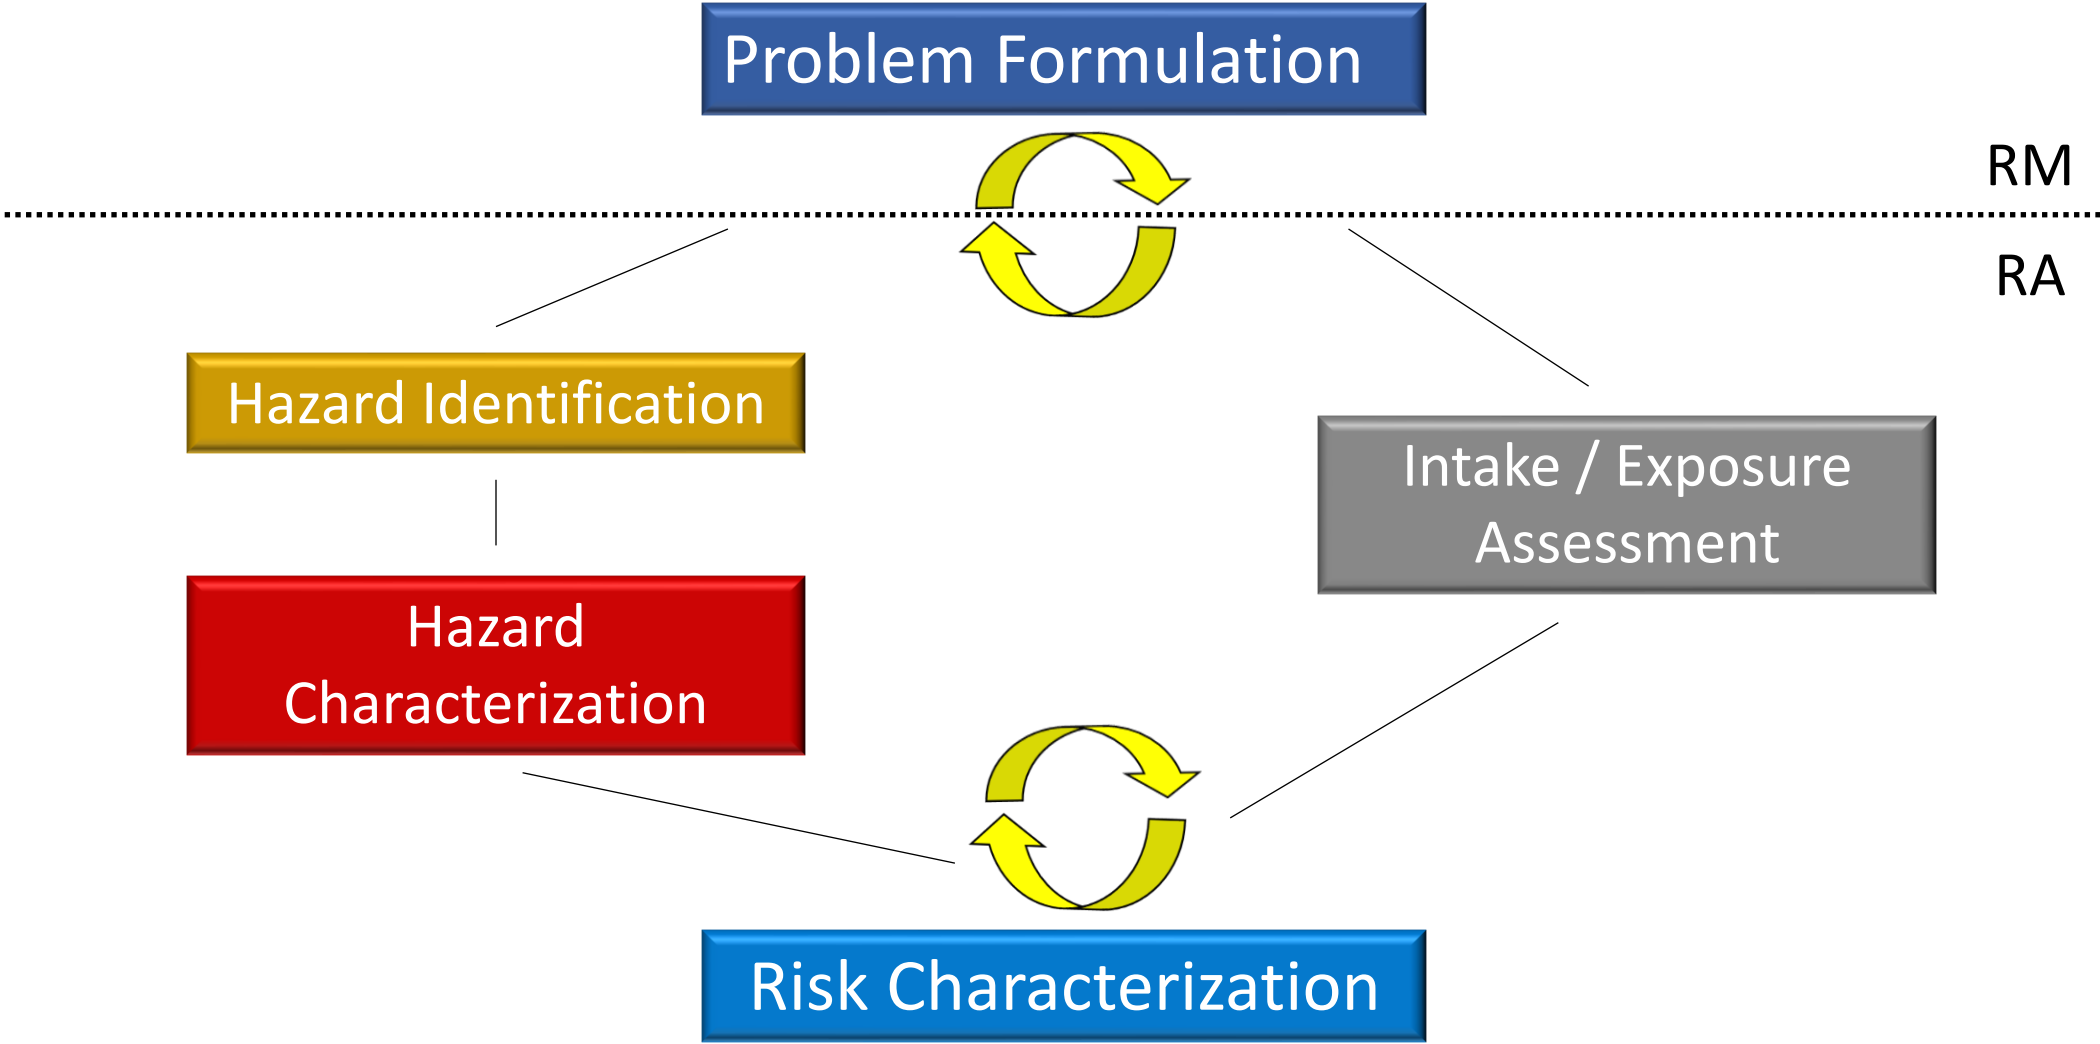 Problem Formulation
RM
RA
Hazard Identification
Intake / Exposure
Assessment
Hazard
Characterization
Risk Characterization